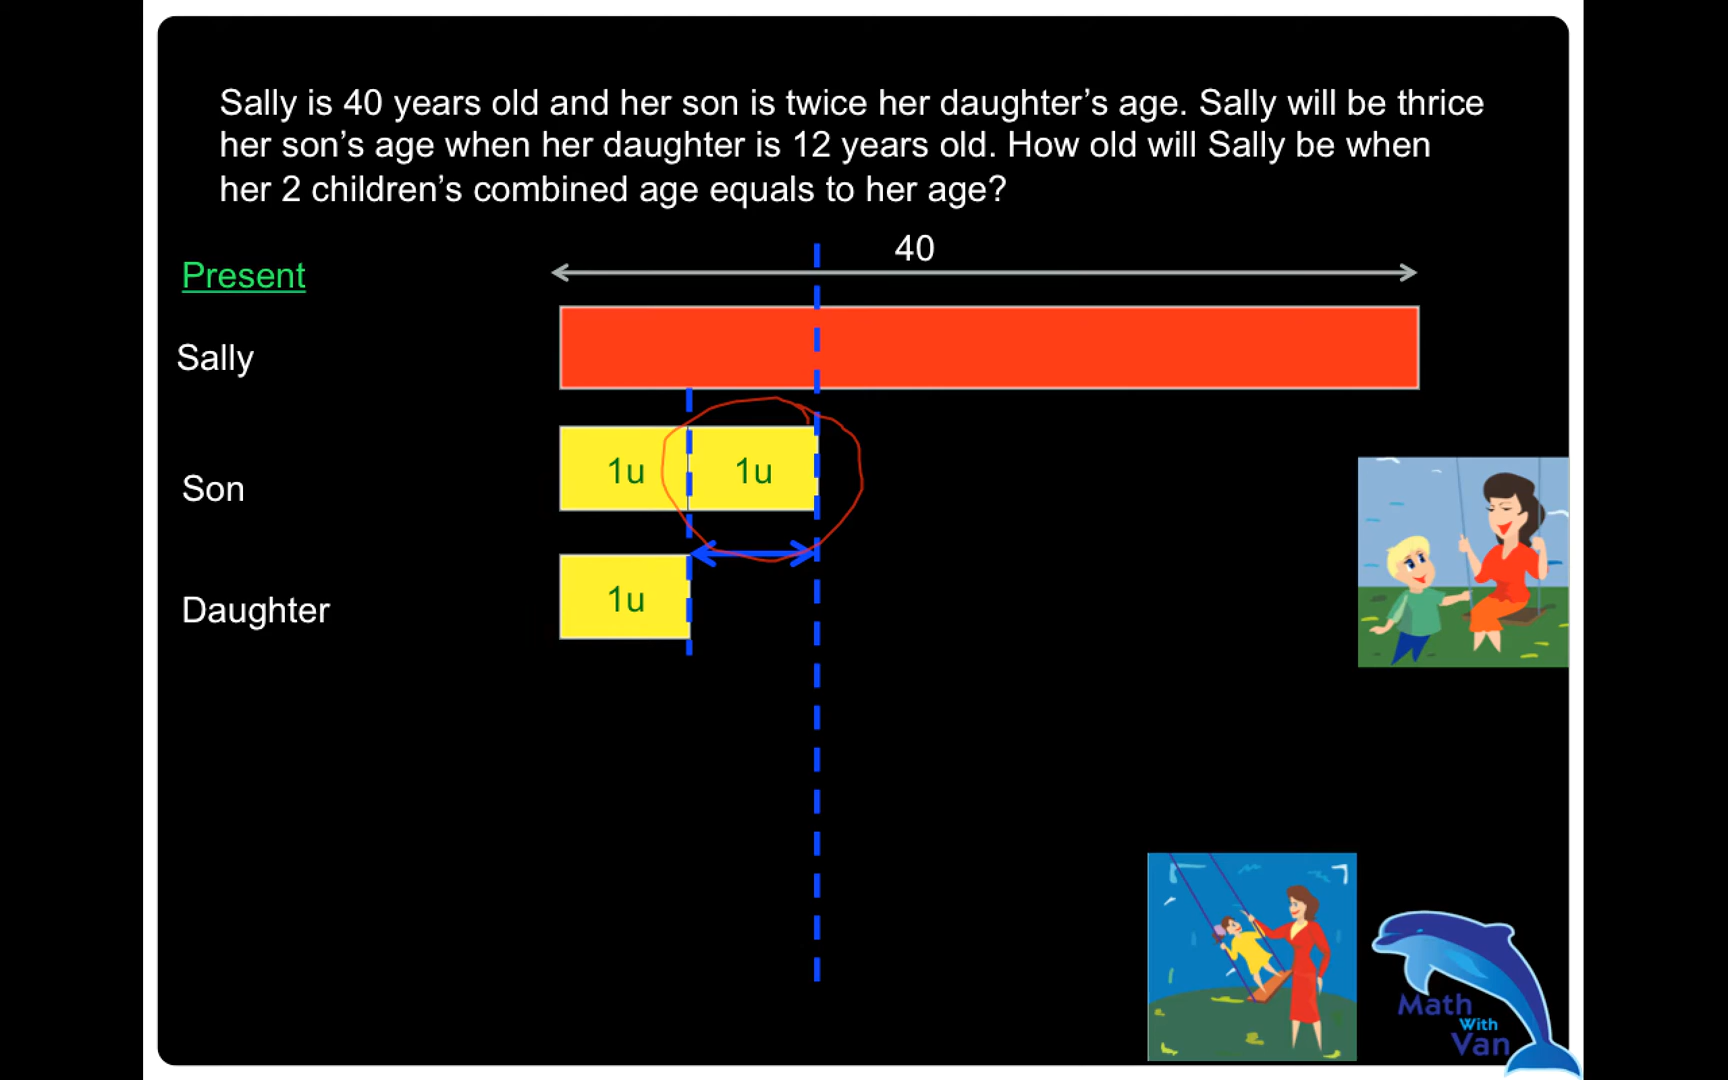 Sally is 40 years old and her son is twice her daughter’s age. Sally will be thrice
her son’s age when her daughter is 12 years old. How old will Sally be when
her 2 children’s combined age equals to her age?
40
Present
Sally
1u 1u
Son
1u
Daughter
Math
With
Van